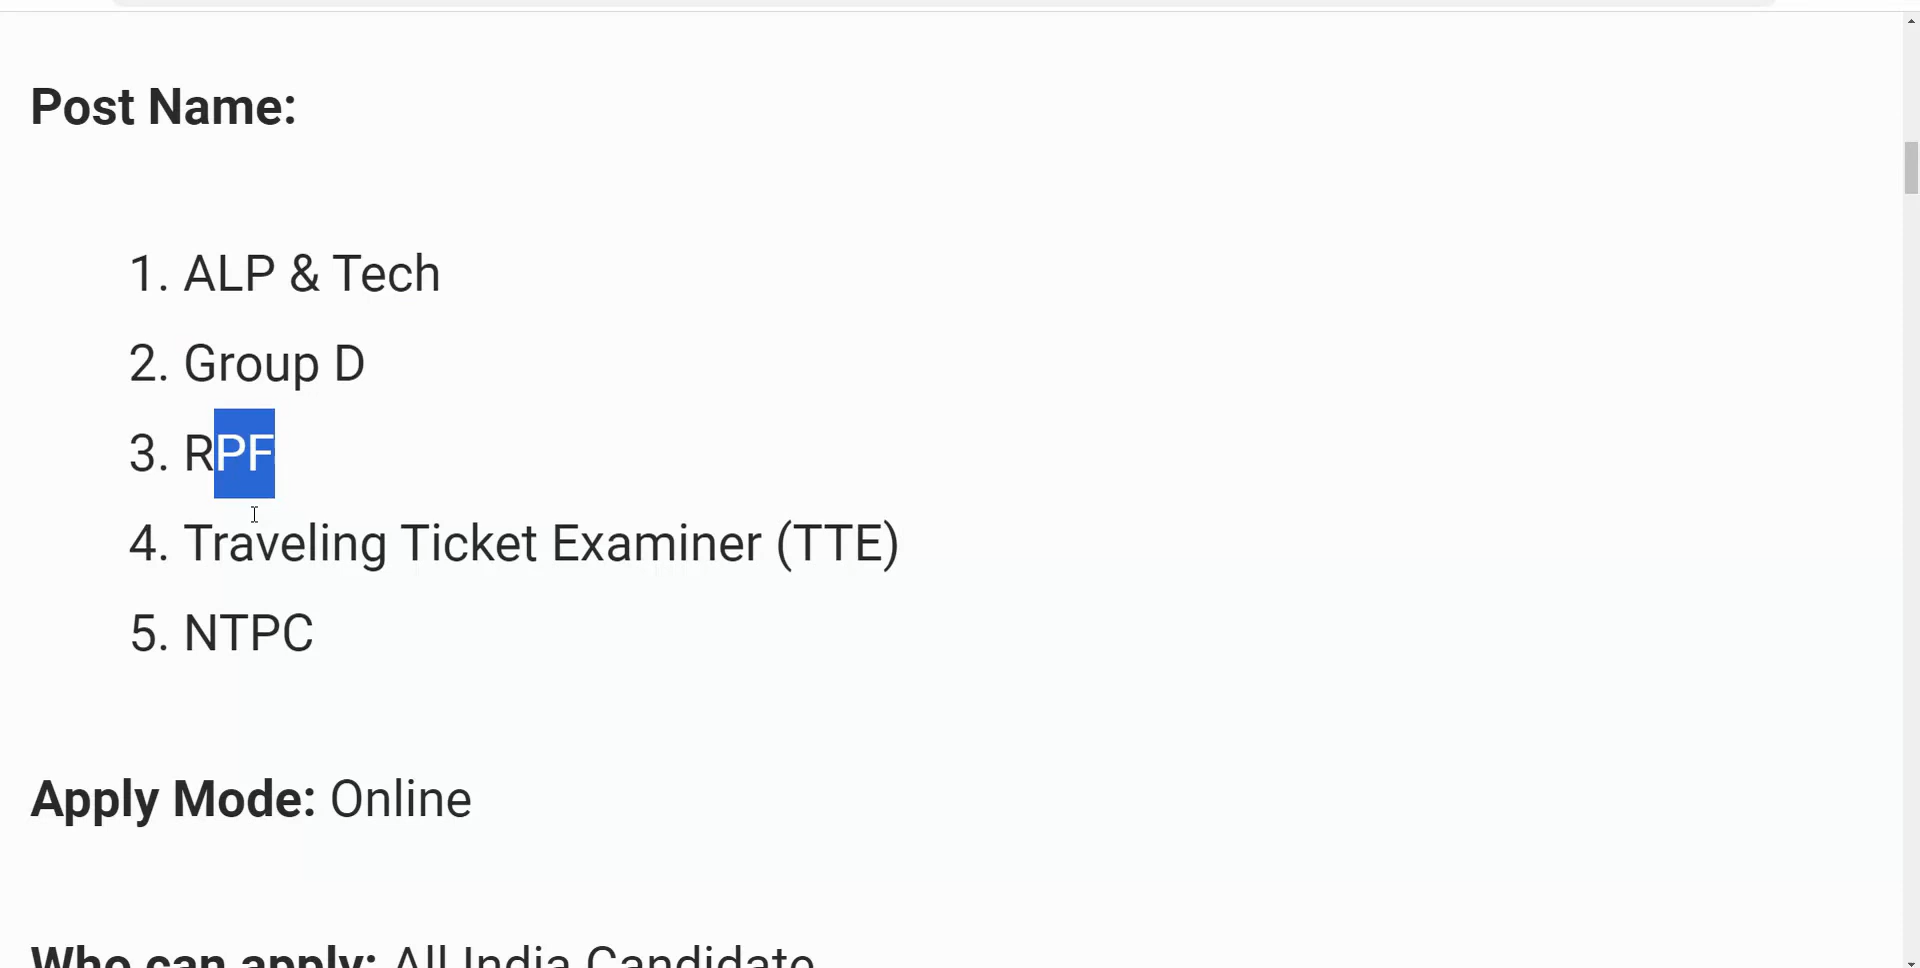 Post Name:
1. ALP & Tech
2. Group D
3. RPF
4. Traveling Ticket Examiner (TTE)
5. NTPC
Apply Mode: Online
Who can apply: All India Candidate